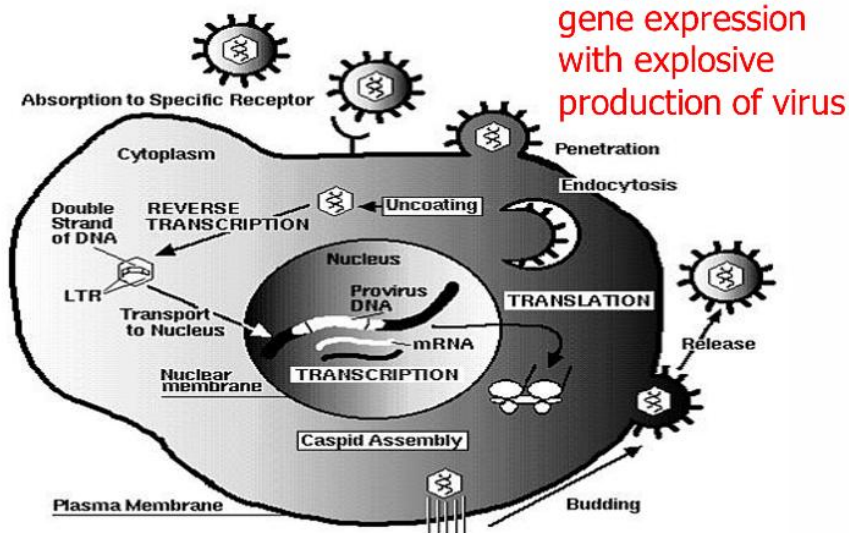 gene expression
with explosive
production of virus
Absorption to Specific Receptor
Cytoplasm
Penetration
Endocytosis
Double
Strand
of DNA
REVERSE
TRANSCRIPTION
Uncoating
Nucleus
LTR
Provirus
DNA
TRANSLATION
Transport
to Nucleus
mRNA
Release
Nuclear
membrane
TRANSCRIPTION
Caspid Assembly
Plasma Membrane
Budding